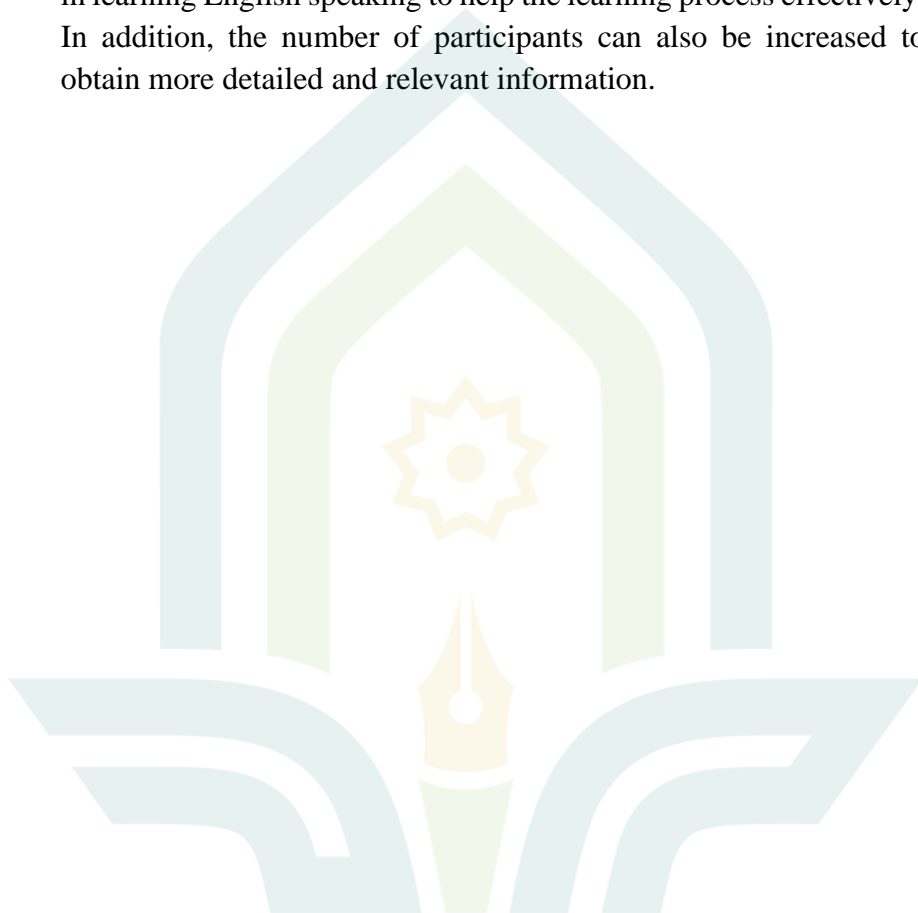 in learning English speaking to help the learning process effectively
In addition, the number of participants can also be increased to
obtain more detailed and relevant information.